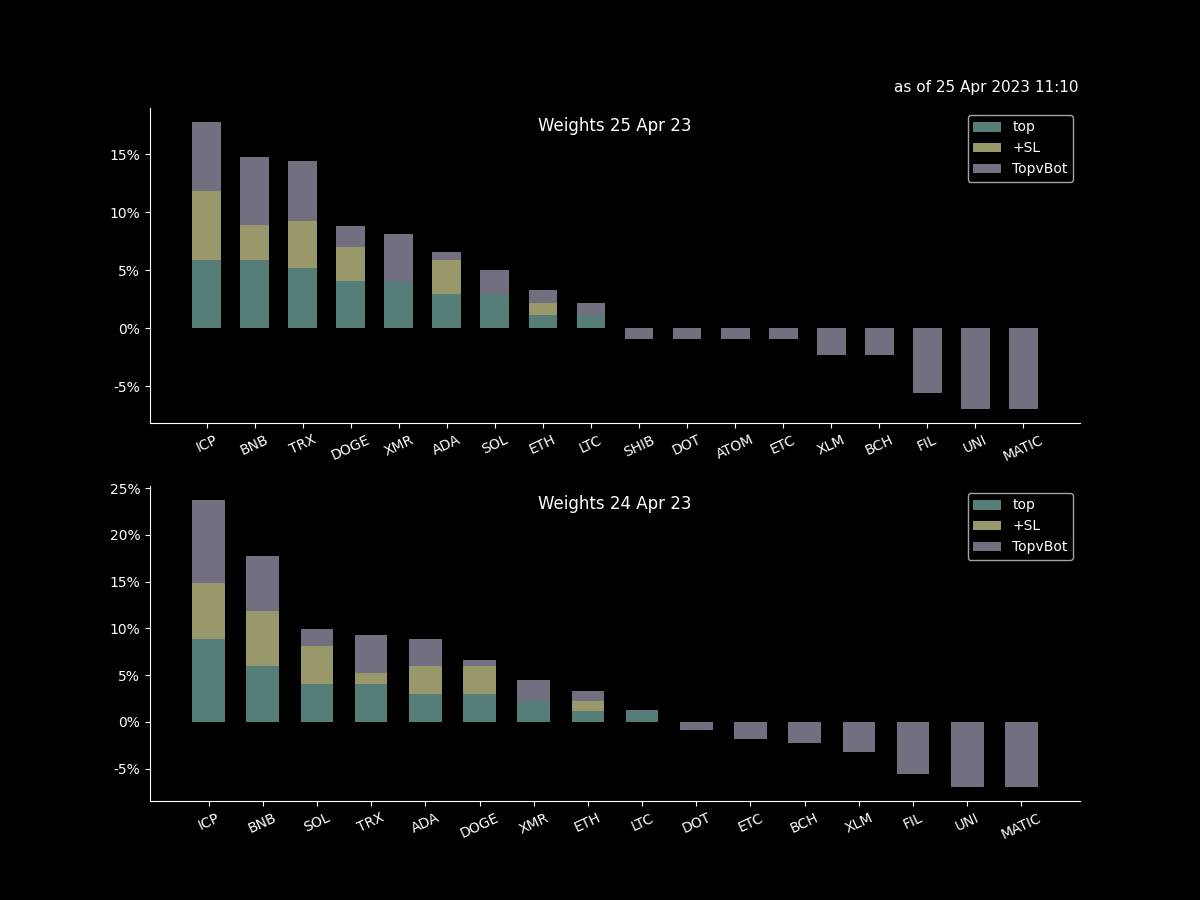 as of 25 Apr 2023 11:10
Weights 25 Apr 23
top
+SL
TopvBot
15%
10%
5%
0%
-5%
ICP BNB TRX DOGE XMR ADA SOL ETH LTC SHIB DOT ATOM ETC XLM BCH FIL UNI MATIC
Weights 24 Apr 23
top
+SL
TopvBot
25%
20%
15%
10%
5%
0%
-5%
ICP BNB SOL TRX ADA DOGE XMR ETH LTC DOT ETC BCH XLM FIL UNI MATIC